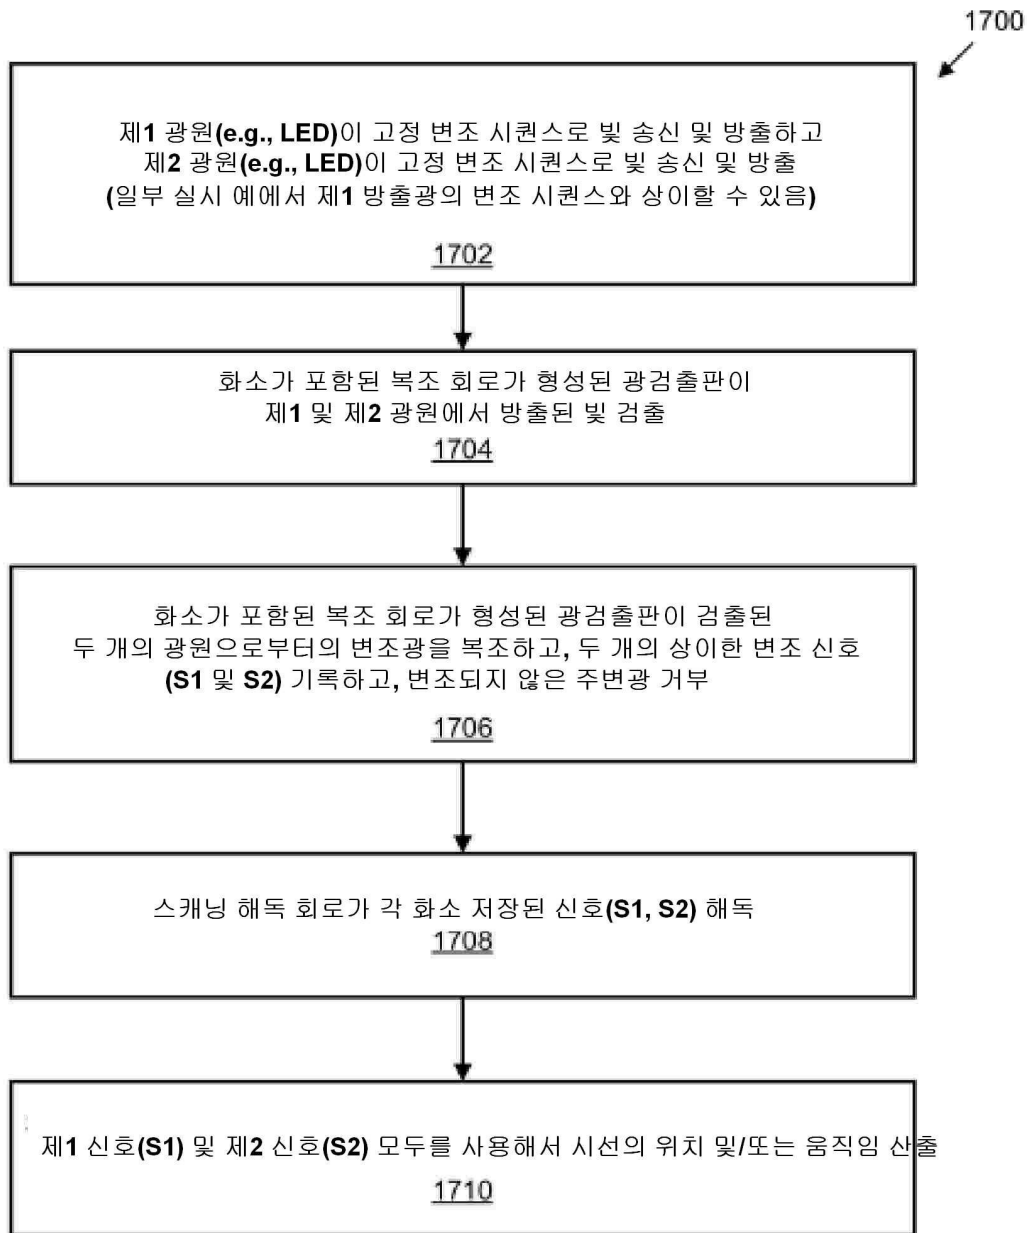 1700
제1 광원(e.g., LED)이 고정 변조 시퀀스로 빛 송신 및 방출하고
제2 광원(e.g., LED)이 고정 변조 시퀀스로 빛 송신 및 방출
(일부 실시 예에서 제1 방출광의 변조 시퀀스와 상이할 수 있음)
1702
화소가 포함된 복조 회로가 형성된 광검출판이
제1 및 제2 광원에서 방출된 빛 검출
1704
화소가 포함된 복조 회로가 형성된 광검출판이 검출된
두 개의 광원으로부터의 변조광을 복조하고, 두 개의 상이한 변조 신호
(S1 및 S2) 기록하고, 변조되지 않은 주변광 거부
1706
스캐닝 해독 회로가 각 화소 저장된 신호(S1, S2) 해독
1708
제1 신호(S1) 및 제2 신호(S2) 모두를 사용해서 시선의 위치 및/또는 움직임 산출
1710